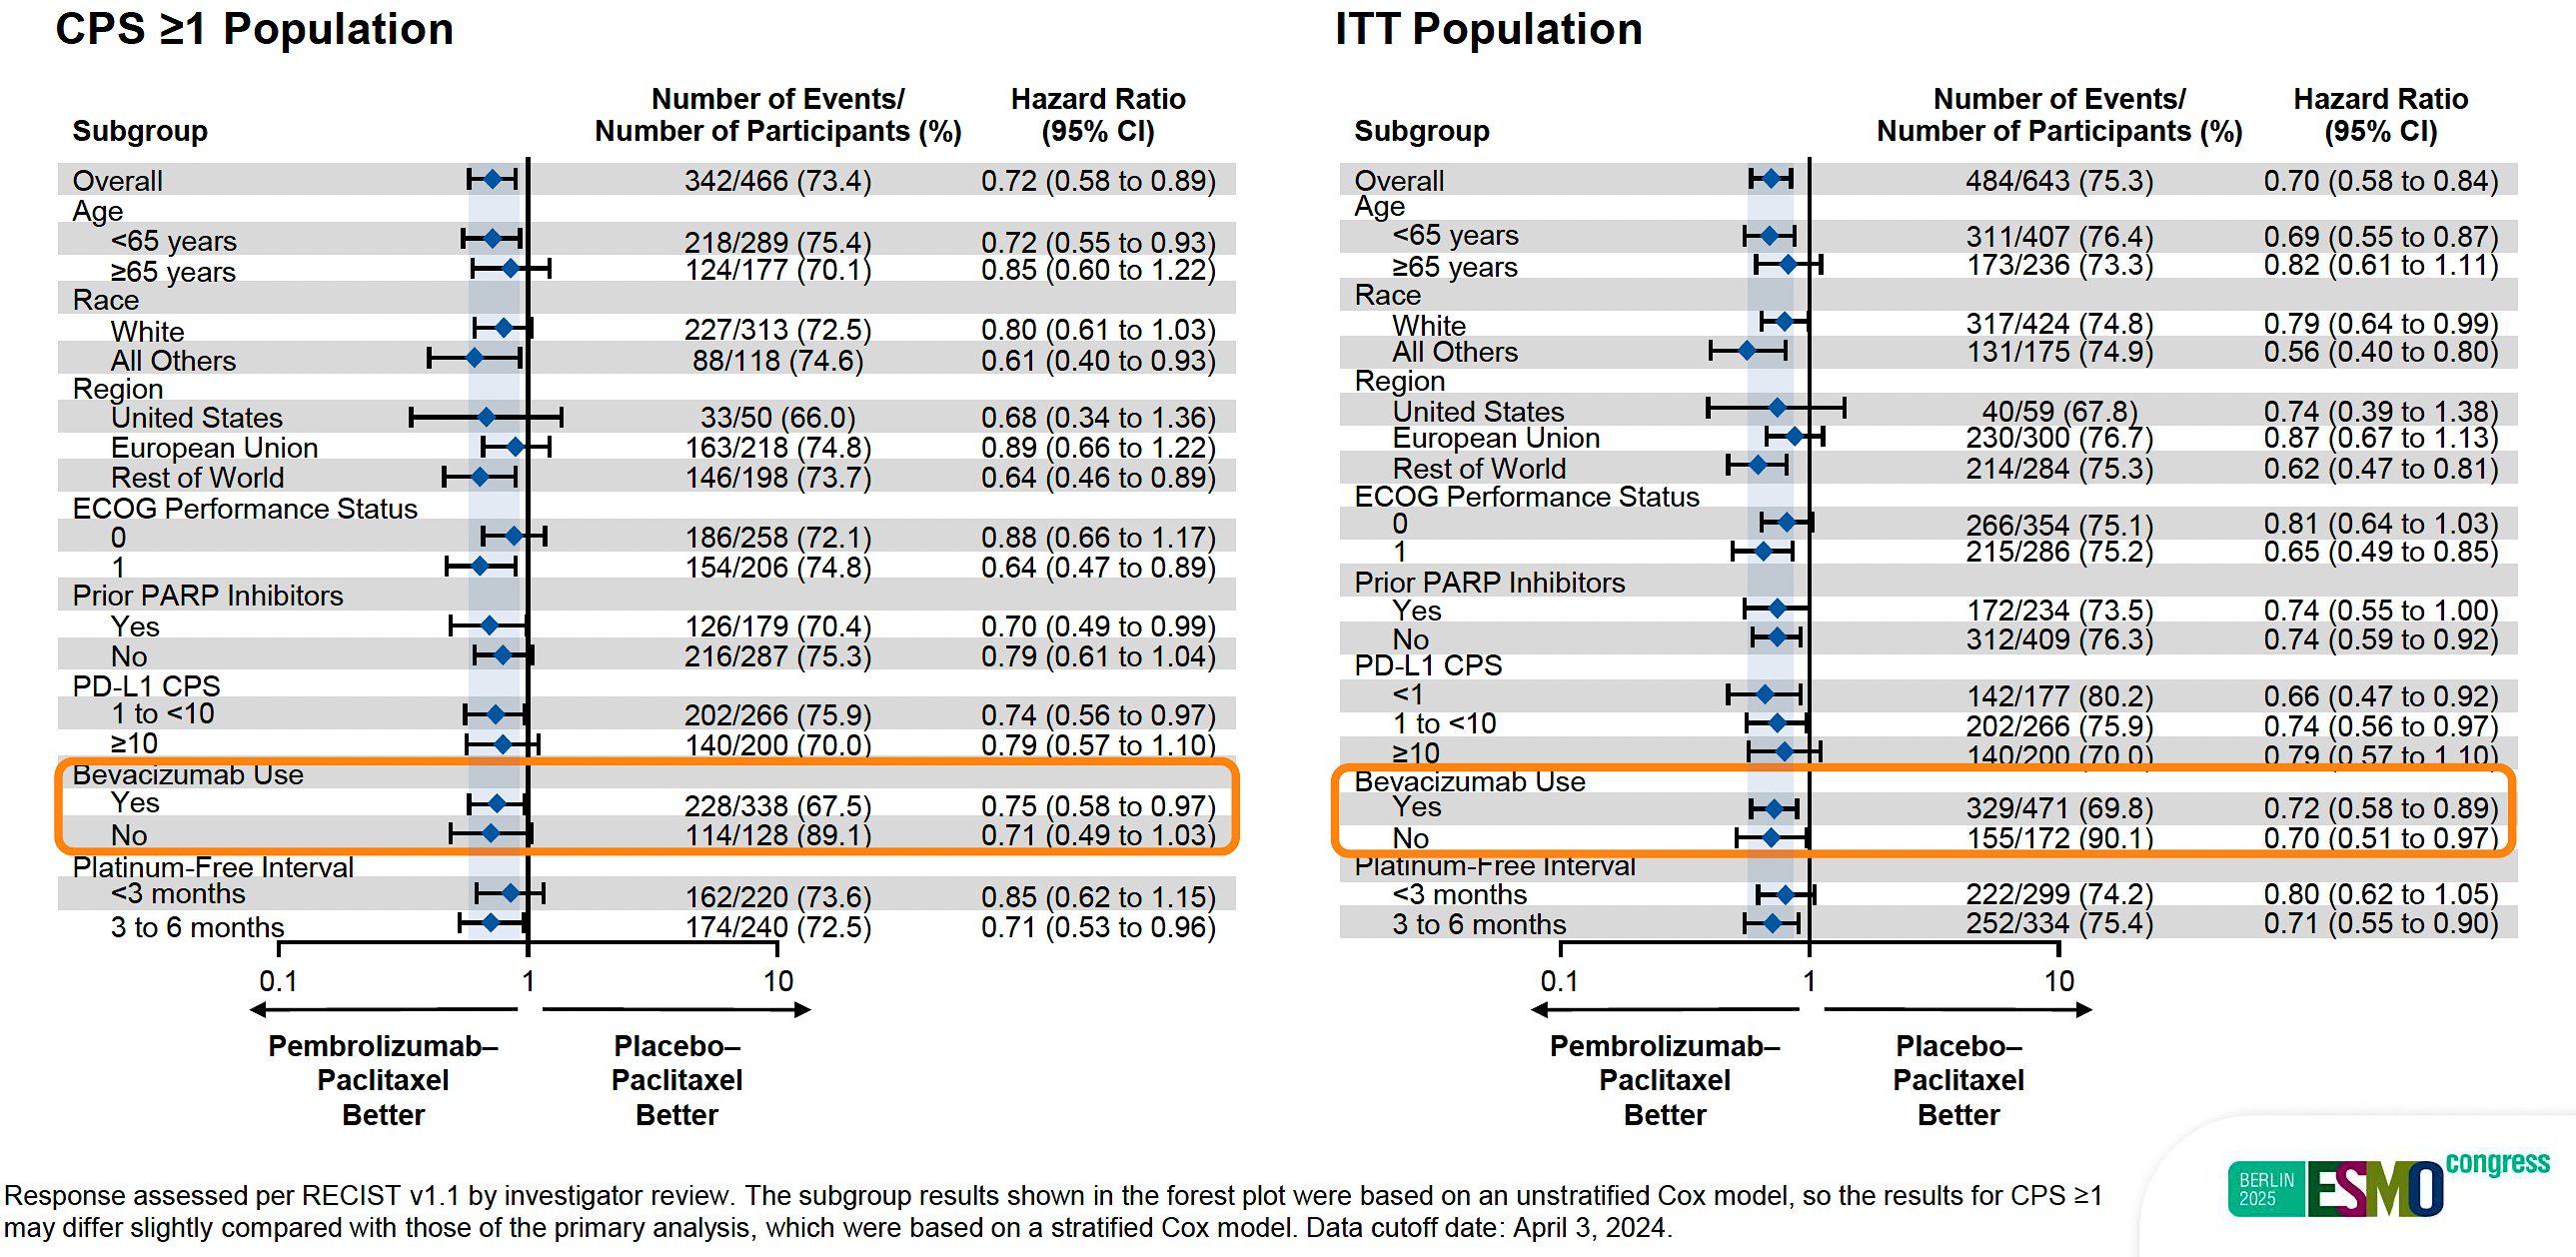 CPS ≥1 Population
Subgroup
Number of Events/
Number of Participants (%)
Hazard Ratio
(95% CI)
Overall 342/466 (73.4) 0.72 (0.58 to 0.89)
Age
<65 years 218/289 (75.4) 0.72 (0.55 to 0.93)
≥65 years 124/177 (70.1) 0.85 (0.60 to 1.22)
Race
White 227/313 (72.5) 0.80 (0.61 to 1.03)
All Others 88/118 (74.6) 0.61 (0.40 to 0.93)
Region
United States 33/50 (66.0) 0.68 (0.34 to 1.36)
European Union 163/218 (74.8) 0.89 (0.66 to 1.22)
Rest of World 146/198 (73.7) 0.64 (0.46 to 0.89)
ECOG Performance Status
0 186/258 (72.1) 0.88 (0.66 to 1.17)
1 154/206 (74.8) 0.64 (0.47 to 0.89)
Prior PARP Inhibitors
Yes 126/179 (70.4) 0.70 (0.49 to 0.99)
No 216/287 (75.3) 0.79 (0.61 to 1.04)
PD-L1 CPS
1 to <10 202/266 (75.9) 0.74 (0.56 to 0.97)
≥10 140/200 (70.0) 0.79 (0.57 to 1.10)
Bevacizumab Use
Yes 228/338 (67.5) 0.75 (0.58 to 0.97)
No 114/128 (89.1) 0.71 (0.49 to 1.03)
Platinum-Free Interval
<3 months 162/220 (73.6) 0.85 (0.62 to 1.15)
3 to 6 months 174/240 (72.5) 0.71 (0.53 to 0.96)
0.1 1 10
Pembrolizumab–
Paclitaxel
Better
Placebo–
Paclitaxel
Better
ITT Population
Subgroup
Number of Events/
Number of Participants (%)
Hazard Ratio
(95% CI)
Overall 484/643 (75.3) 0.70 (0.58 to 0.84)
Age
<65 years 311/407 (76.4) 0.69 (0.55 to 0.87)
≥65 years 173/236 (73.3) 0.82 (0.61 to 1.11)
Race
White 317/424 (74.8) 0.79 (0.64 to 0.99)
All Others 131/175 (74.9) 0.56 (0.40 to 0.80)
Region
United States 40/59 (67.8) 0.74 (0.39 to 1.38)
European Union 230/300 (76.7) 0.87 (0.67 to 1.13)
Rest of World 214/284 (75.3) 0.62 (0.47 to 0.81)
ECOG Performance Status
0 266/354 (75.1) 0.81 (0.64 to 1.03)
1 215/286 (75.2) 0.65 (0.49 to 0.85)
Prior PARP Inhibitors
Yes 172/234 (73.5) 0.74 (0.55 to 1.00)
No 312/409 (76.3) 0.74 (0.59 to 0.92)
PD-L1 CPS
<1 142/177 (80.2) 0.66 (0.47 to 0.92)
1 to <10 202/266 (75.9) 0.74 (0.56 to 0.97)
≥10 140/200 (70.0) 0.79 (0.57 to 1.10)
Bevacizumab Use
Yes 329/471 (69.8) 0.72 (0.58 to 0.89)
No 155/172 (90.1) 0.70 (0.51 to 0.97)
Platinum-Free Interval
<3 months 222/299 (74.2) 0.80 (0.62 to 1.05)
3 to 6 months 252/334 (75.4) 0.71 (0.55 to 0.90)
0.1 1 10
Pembrolizumab–
Paclitaxel
Better
Placebo–
Paclitaxel
Better
Response assessed per RECIST v1.1 by investigator review. The subgroup results shown in the forest plot were based on an unstratified Cox model, so the results for CPS ≥1
may differ slightly compared with those of the primary analysis, which were based on a stratified Cox model. Data cutoff date: April 3, 2024.
BERLIN
2025
ESMO congress